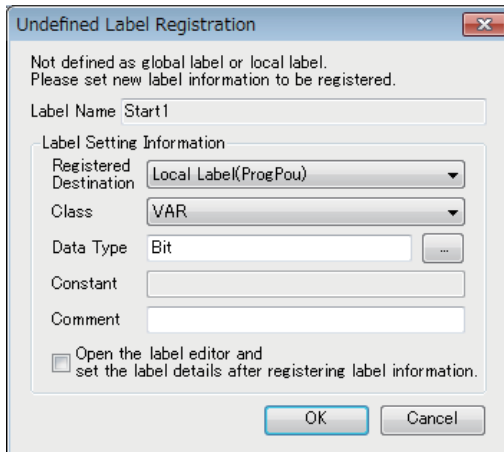 Undefined Label Registration
Not defined as global label or local label.
Please set new label information to be registered.
Label Name Start1
Label Setting Information
Registered
Destination
Local Label(ProgPou)
Class VAR
Data Type Bit ...
Constant
Comment
Open the label editor and
set the label details after registering label information.
OK Cancel